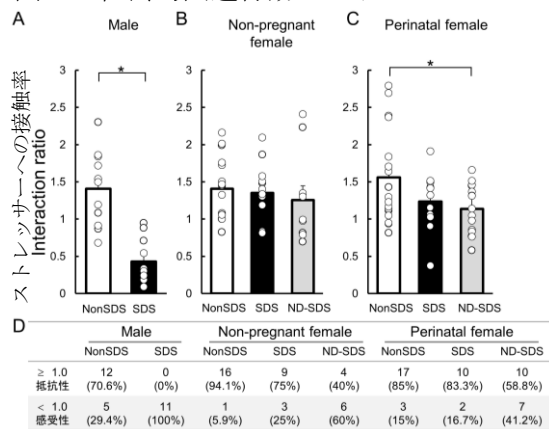 A Male
B Non-pregnant female
C Perinatal female
ストレッサーへの接触率
Interaction ratio
3
2.5
2
1.5
1
0.5
0
*
NonSDS SDS
3
2.5
2
1.5
1
0.5
0
NonSDS SDS ND-SDS
3
2.5
2
1.5
1
0.5
0
*
NonSDS SDS ND-SDS
D Male Non-pregnant female Perinatal female
NonSDS SDS NonSDS SDS ND-SDS NonSDS SDS ND-SDS
≥ 1.0 12 0 16 9 4 17 10 10
抵抗性 (70.6%) (0%) (94.1%) (75%) (40%) (85%) (83.3%) (58.8%)
< 1.0 5 11 1 3 6 3 2 7
感受性 (29.4%) (100%) (5.9%) (25%) (60%) (15%) (16.7%) (41.2%)